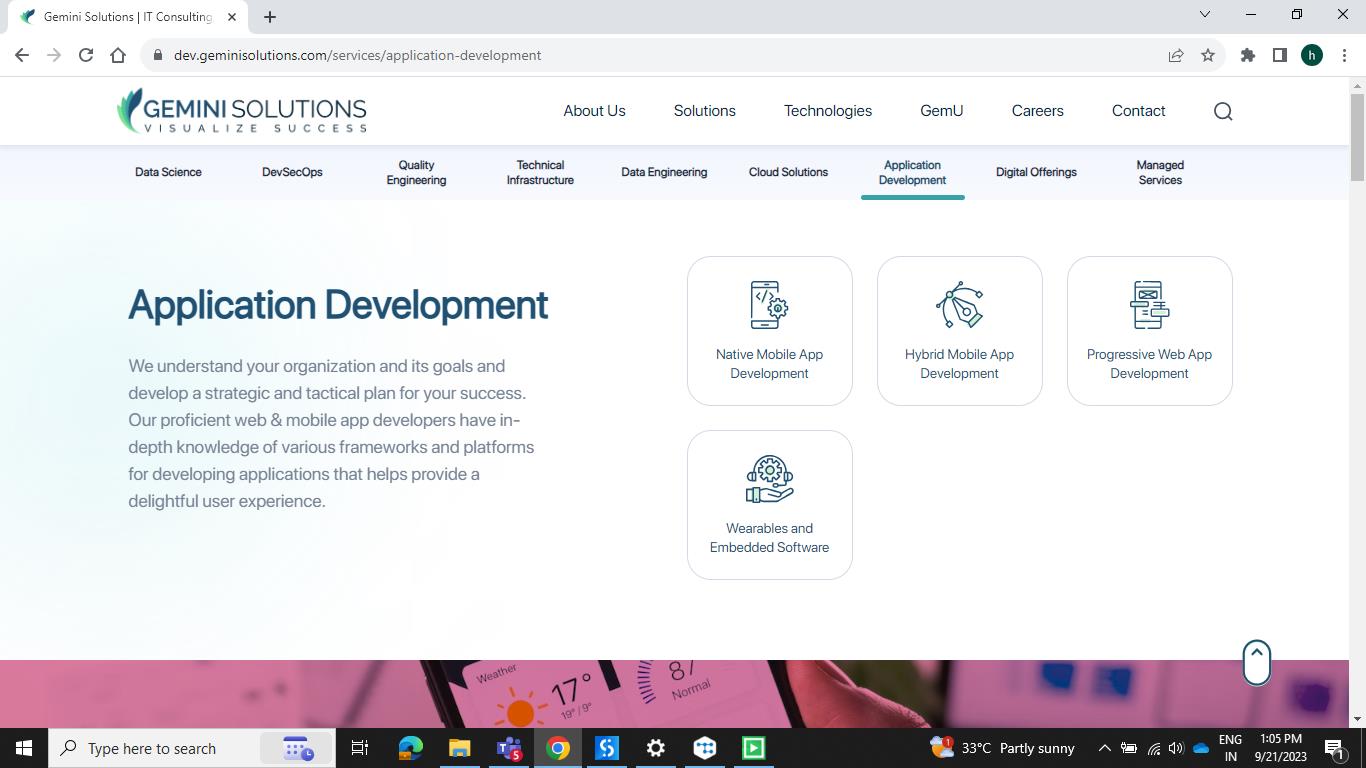 Gemini Solutions | IT Consulting
dev.geminisolutions.com/services/application-development
h
GEMINI SOLUTIONS
VISUALIZE SUCCESS
About Us
Solutions
Technologies
GemU
Careers
Contact
Data Science
DevSecOps
Quality
Engineering
Technical
Infrastructure
Data Engineering
Cloud Solutions
Application
Development
Digital Offerings
Managed
Services
Application Development
We understand your organization and its goals and
develop a strategic and tactical plan for your success.
Our proficient web & mobile app developers have in-
depth knowledge of various frameworks and platforms
for developing applications that helps provide a
delightful user experience.
Native Mobile App
Development
Hybrid Mobile App
Development
Progressive Web App
Development
Wearables and
Embedded Software
Weather
17°
19° / 9°
87
Normal
Type here to search
5
1
33°C Partly sunny
ENG
IN
1:05 PM
9/21/2023
1